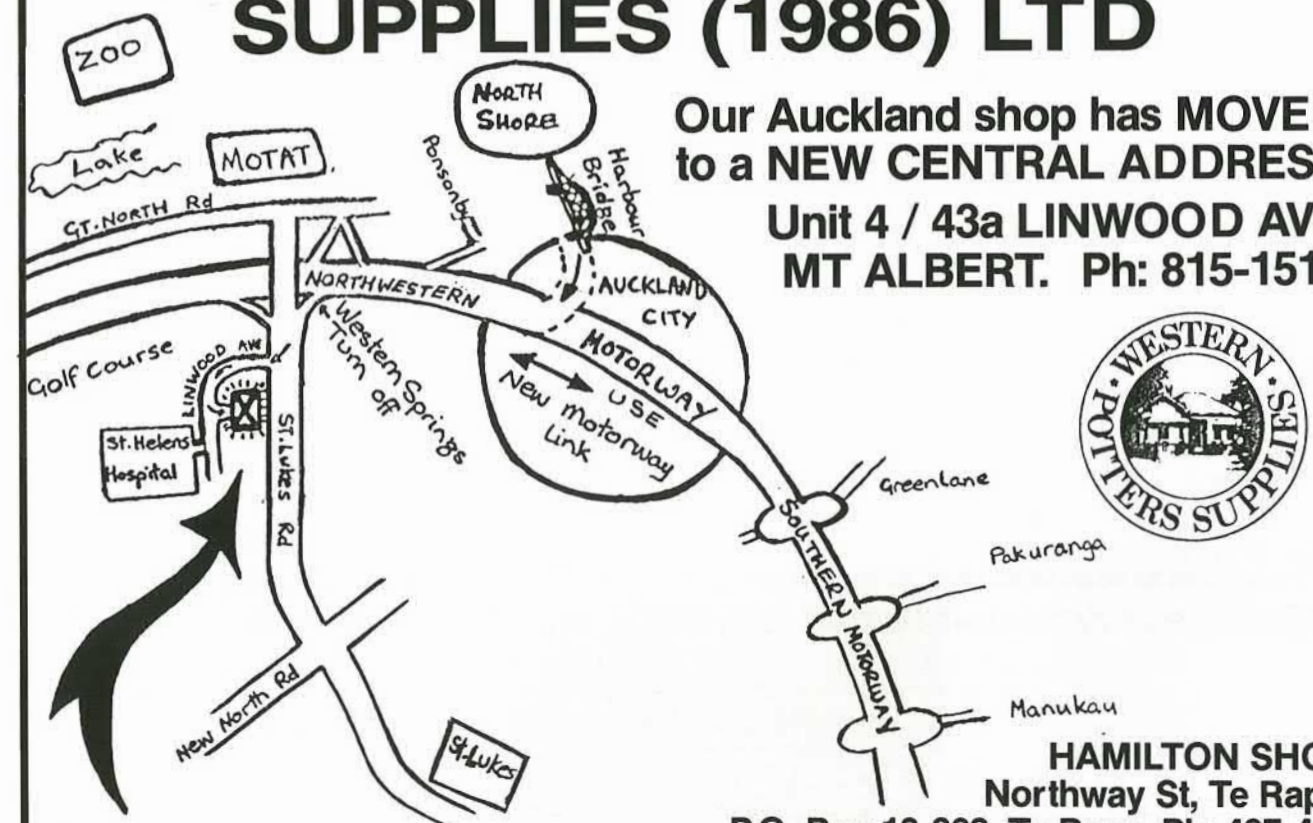 SUPPLIES (1986) LTD
Our Auckland shop has MOVE
to a NEW CENTRAL ADDRES
Unit 4 / 43a LINWOOD AV
MT ALBERT. Ph: 815-151
ZOO
Lake
MOTAT
GT. NORTH Rd
Ponsonby
NORTH
SHORE
Harbour
Bridge
AUCKLAND
CITY
NORTHWESTERN
MOTORWAY
Western Springs
Turn off
USE
New Motorway
Link
Golf Course
LINWOOD AV
St. Helens
Hospital
ST. LUKES Rd
New North Rd
St. Lukes
SOUTHERN MOTORWAY
Greenlane
Pakuranga
Manukau
WESTERN
POTTERS SUPPLIES
HAMILTON SHO
Northway St, Te Rap